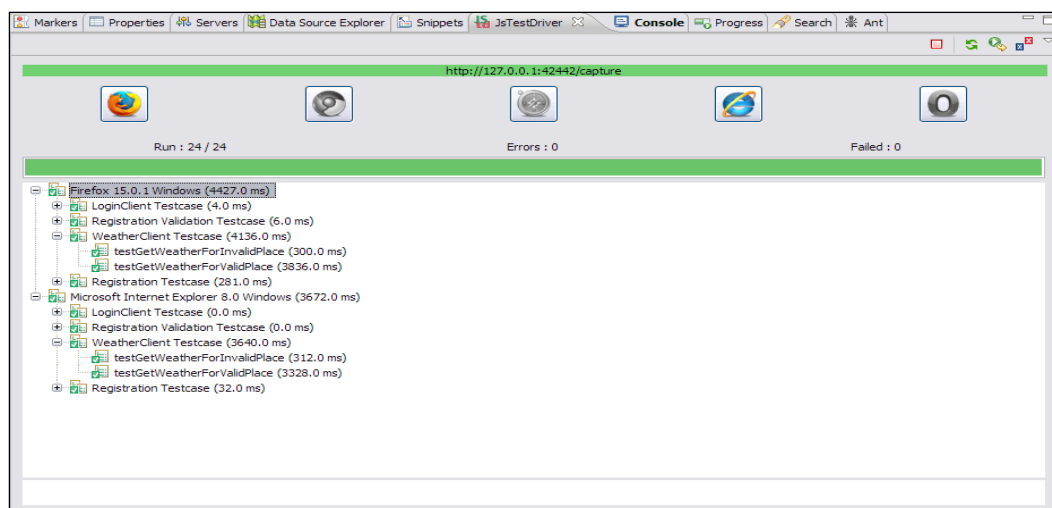 Markers Properties Servers Data Source Explorer Snippets JsTestDriver Console Progress Search Ant
http://127.0.0.1:42442/capture
Run : 24 / 24 Errors : 0 Failed : 0
Firefox 15.0.1 Windows (4427.0 ms)
LoginClient Testcase (4.0 ms)
Registration Validation Testcase (6.0 ms)
WeatherClient Testcase (4136.0 ms)
testGetWeatherForInvalidPlace (300.0 ms)
testGetWeatherForValidPlace (3836.0 ms)
Registration Testcase (281.0 ms)
Microsoft Internet Explorer 8.0 Windows (3672.0 ms)
LoginClient Testcase (0.0 ms)
Registration Validation Testcase (0.0 ms)
WeatherClient Testcase (3640.0 ms)
testGetWeatherForInvalidPlace (312.0 ms)
testGetWeatherForValidPlace (3328.0 ms)
Registration Testcase (32.0 ms)